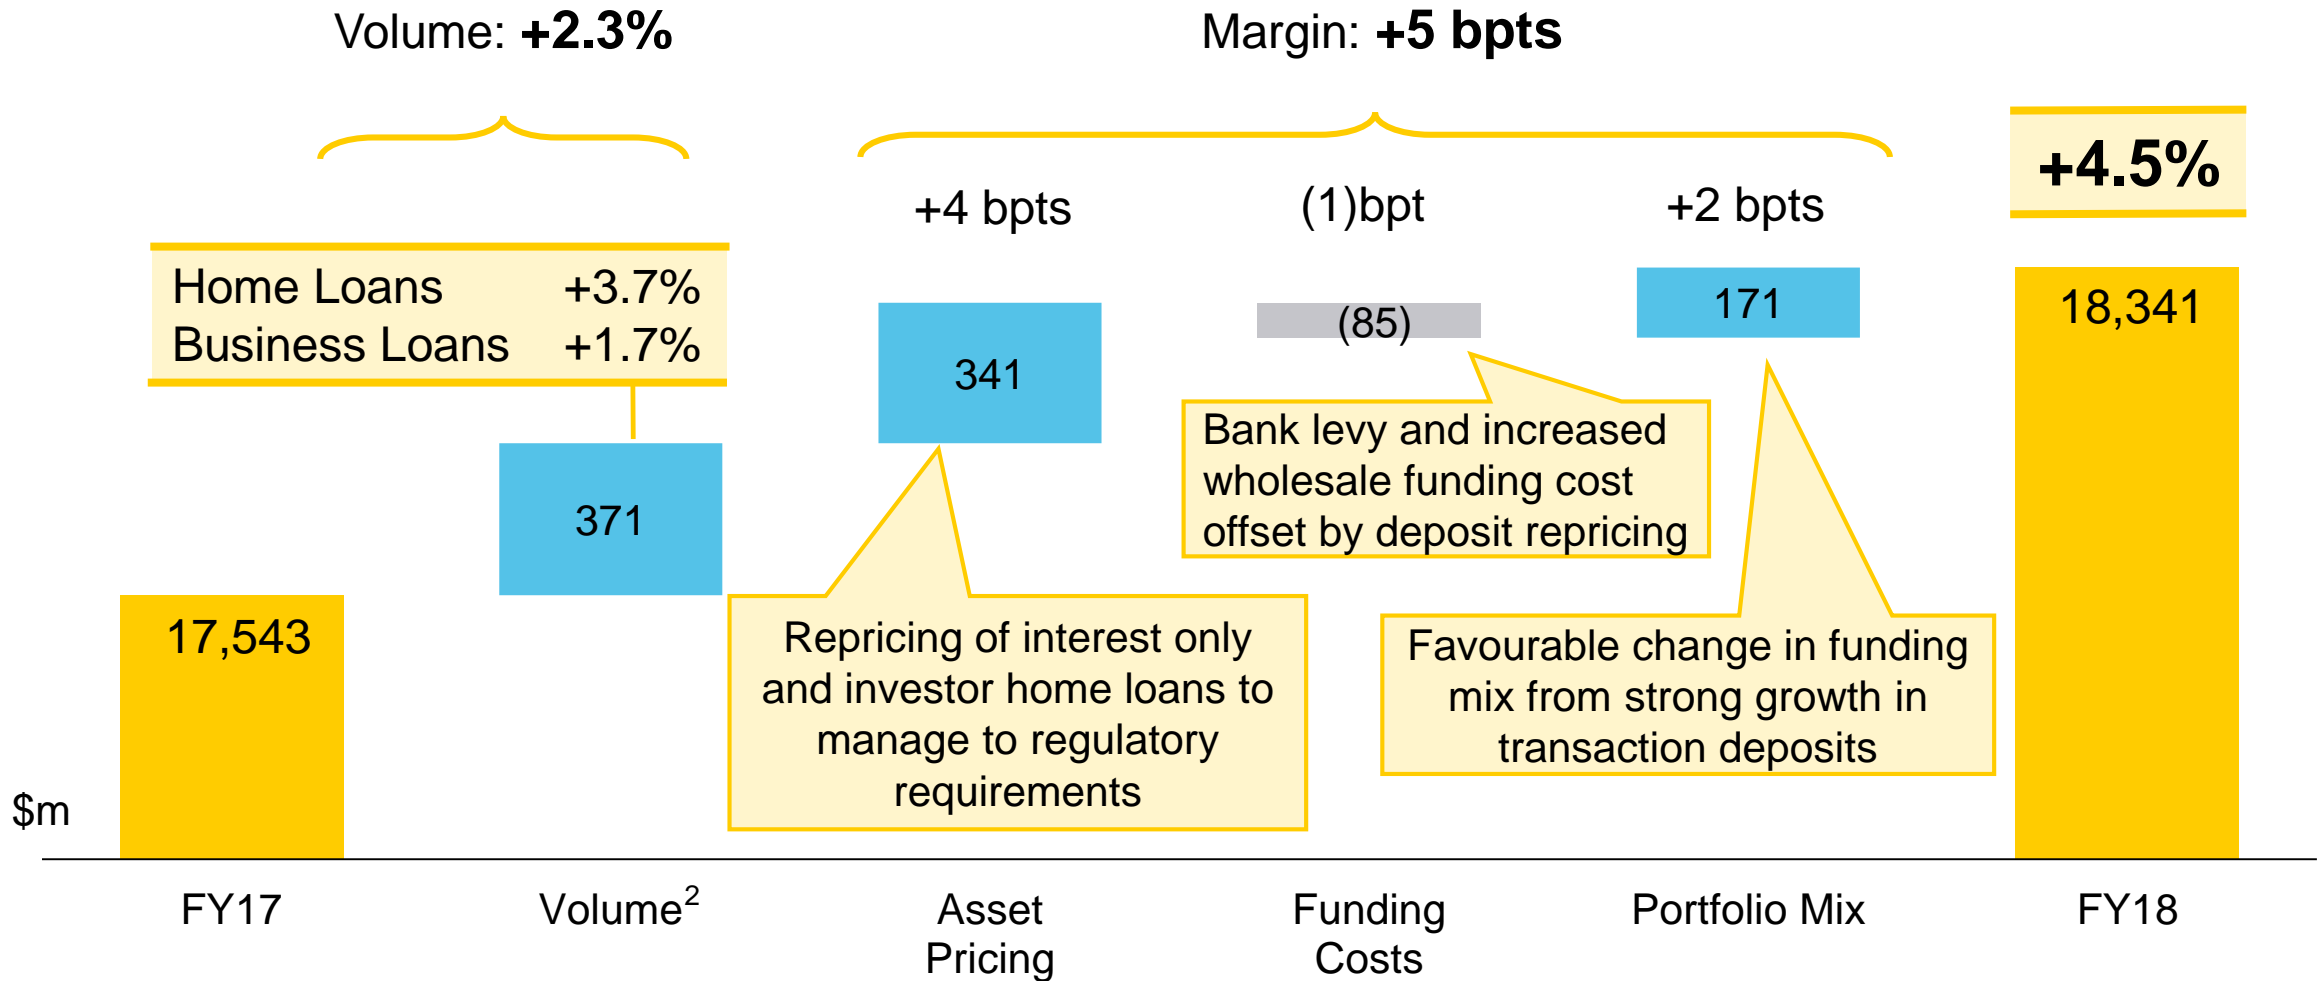 Volume: +2.3%
Margin: +5 bpts
+4.5%
+4 bpts
(1)bpt
+2 bpts
Home Loans +3.7%
Business Loans +1.7%
17,543
371
341
(85)
171
18,341
Bank levy and increased
wholesale funding cost
offset by deposit repricing
Repricing of interest only
and investor home loans to
manage to regulatory
requirements
Favourable change in funding
mix from strong growth in
transaction deposits
$m
FY17
Volume²
Asset
Pricing
Funding
Costs
Portfolio Mix
FY18